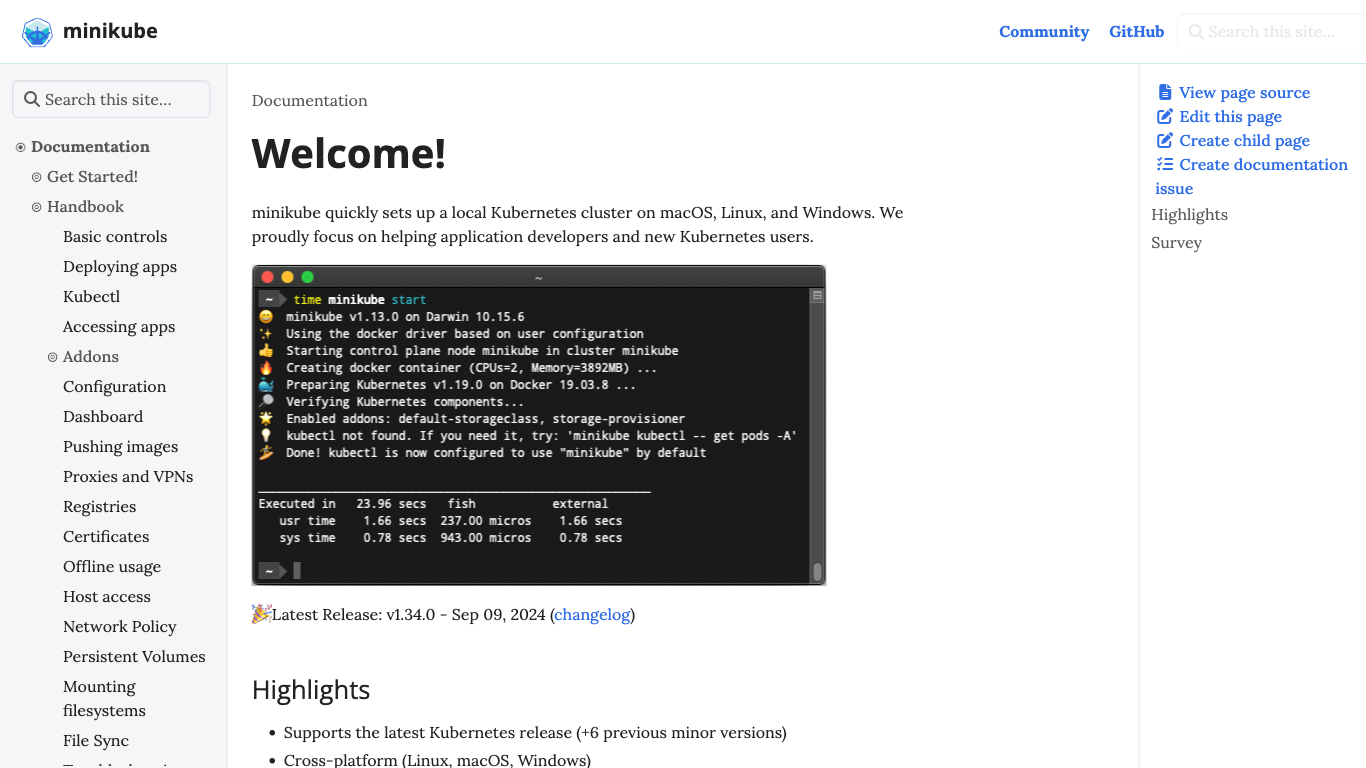 minikube
Community
GitHub
Search this site…
Search this site…
Documentation
Get Started!
Handbook
Basic controls
Deploying apps
Kubectl
Accessing apps
Addons
Configuration
Dashboard
Pushing images
Proxies and VPNs
Registries
Certificates
Offline usage
Host access
Network Policy
Persistent Volumes
Mounting
filesystems
File Sync
Documentation
Welcome!
minikube quickly sets up a local Kubernetes cluster on macOS, Linux, and Windows. We
proudly focus on helping application developers and new Kubernetes users.
~
~ time minikube start
😄 minikube v1.13.0 on Darwin 10.15.6
✨ Using the docker driver based on user configuration
👍 Starting control plane node minikube in cluster minikube
🔥 Creating docker container (CPUs=2, Memory=3892MB) ...
🐳 Preparing Kubernetes v1.19.0 on Docker 19.03.8 ...
🔎 Verifying Kubernetes components...
🌟 Enabled addons: default-storageclass, storage-provisioner
💡 kubectl not found. If you need it, try: 'minikube kubectl -- get pods -A'
🏄 Done! kubectl is now configured to use "minikube" by default
Executed in 23.96 secs fish external
usr time 1.66 secs 237.00 micros 1.66 secs
sys time 0.78 secs 943.00 micros 0.78 secs
~
🎉Latest Release: v1.34.0 - Sep 09, 2024 (changelog)
Highlights
• Supports the latest Kubernetes release (+6 previous minor versions)
• Cross-platform (Linux, macOS, Windows)
View page source
Edit this page
Create child page
Create documentation
issue
Highlights
Survey